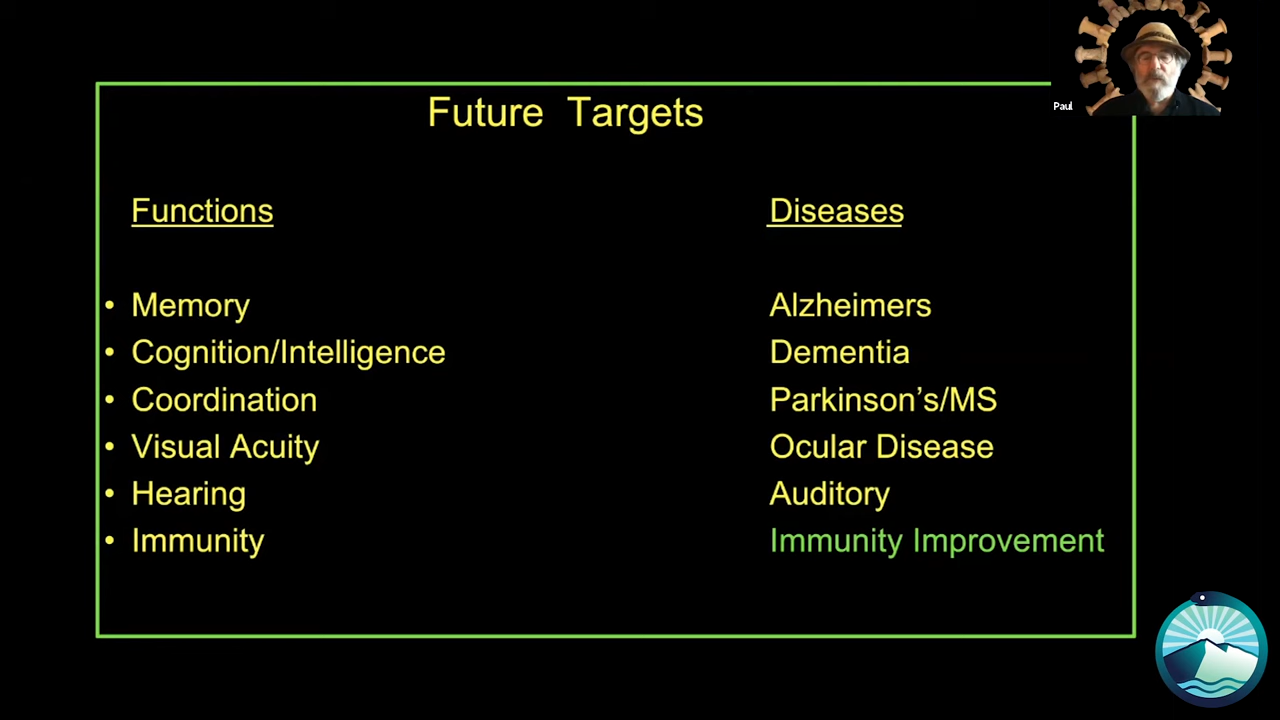 Future Targets
Paul
Functions Diseases
• Memory Alzheimers
• Cognition/Intelligence Dementia
• Coordination Parkinson’s/MS
• Visual Acuity Ocular Disease
• Hearing Auditory
• Immunity Immunity Improvement